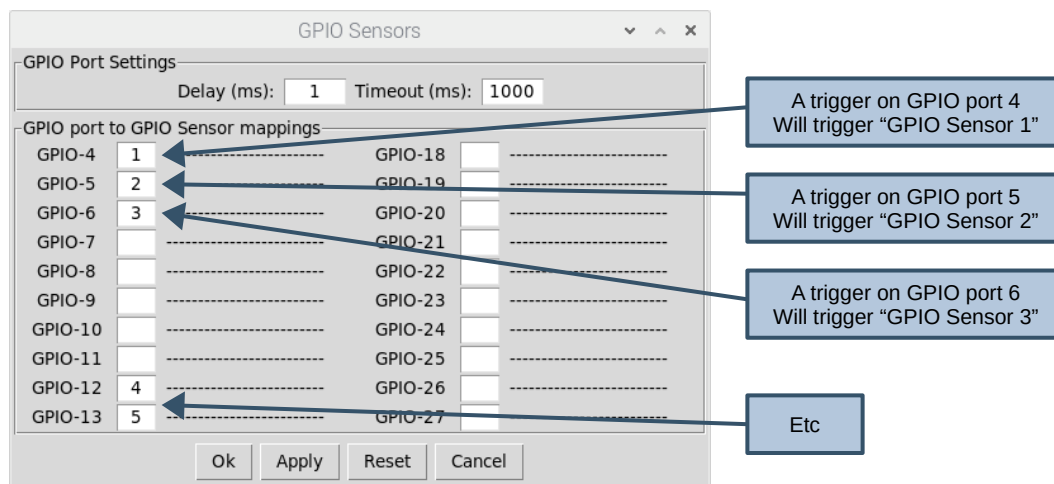 GPIO Sensors
GPIO Port Settings
Delay (ms): 1 Timeout (ms): 1000
GPIO port to GPIO Sensor mappings
GPIO-4 1 ---------------------- GPIO-18 ----------------------
GPIO-5 2 ---------------------- GPIO-19 ----------------------
GPIO-6 3 ---------------------- GPIO-20 ----------------------
GPIO-7 ---------------------- GPIO-21 ----------------------
GPIO-8 ---------------------- GPIO-22 ----------------------
GPIO-9 ---------------------- GPIO-23 ----------------------
GPIO-10 ---------------------- GPIO-24 ----------------------
GPIO-11 ---------------------- GPIO-25 ----------------------
GPIO-12 4 ---------------------- GPIO-26 ----------------------
GPIO-13 5 ---------------------- GPIO-27 ----------------------
Ok Apply Reset Cancel
A trigger on GPIO port 4
Will trigger “GPIO Sensor 1”
A trigger on GPIO port 5
Will trigger “GPIO Sensor 2”
A trigger on GPIO port 6
Will trigger “GPIO Sensor 3”
Etc